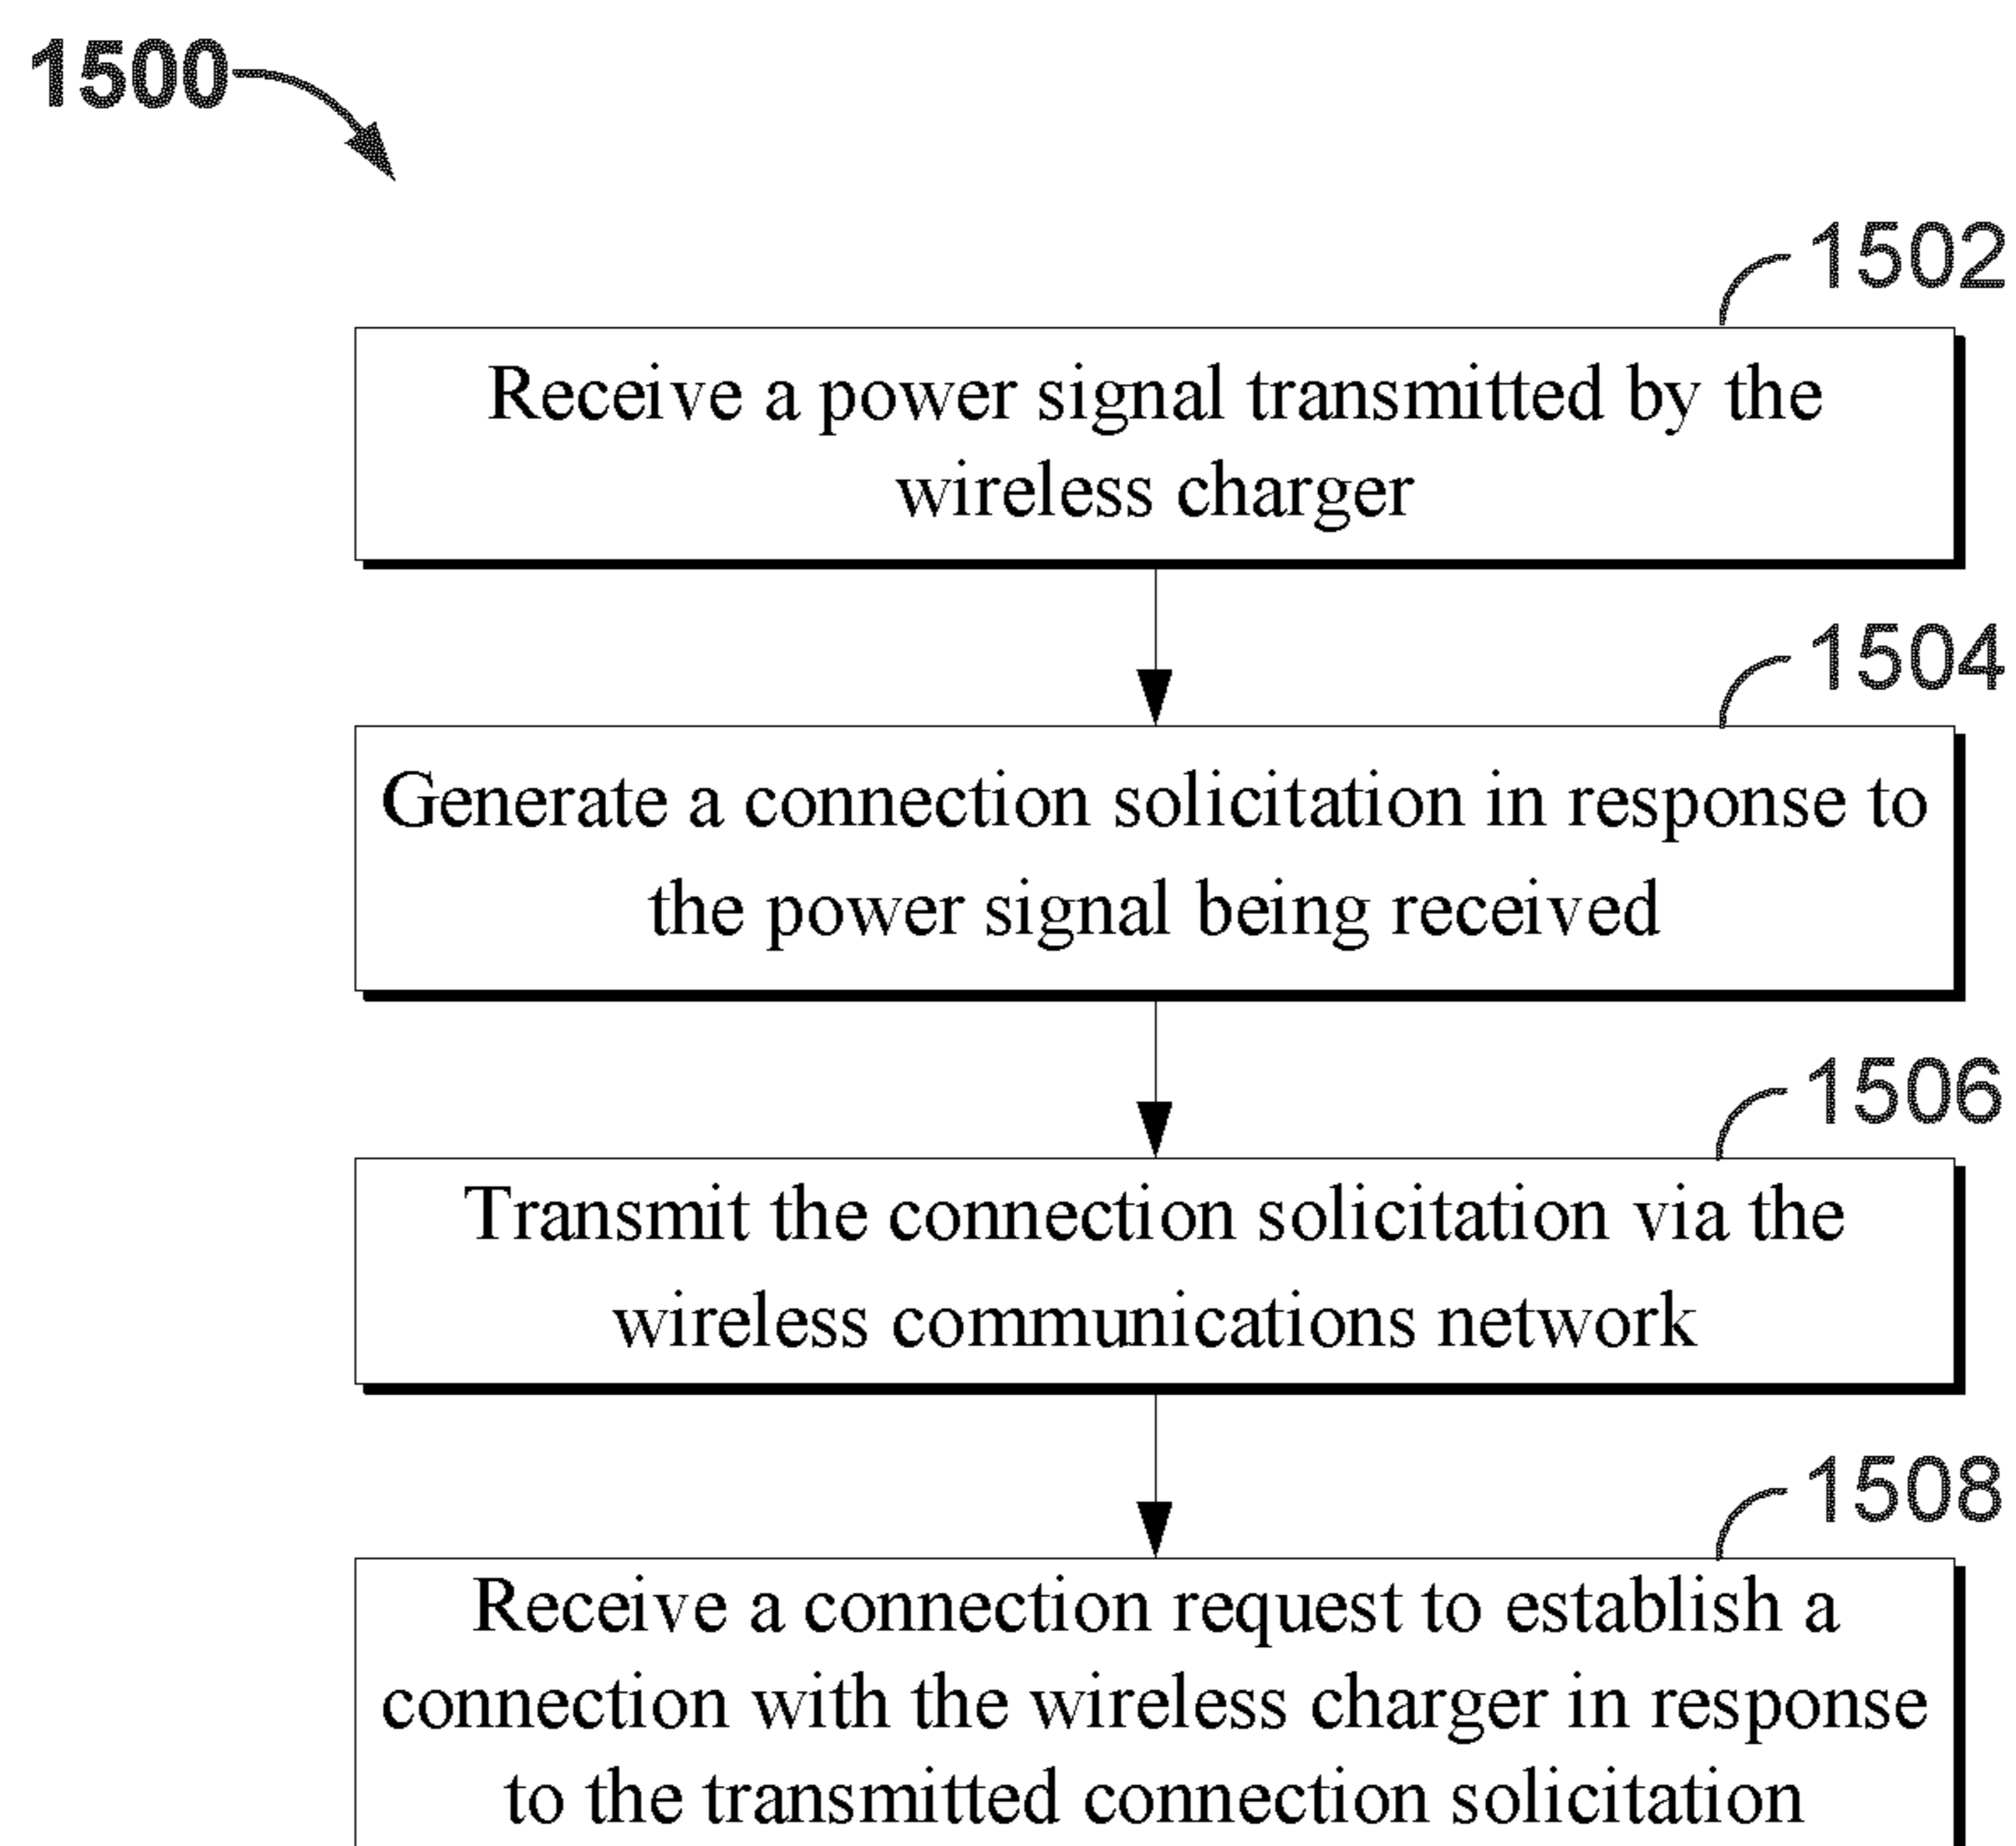 1500
1502
Receive a power signal transmitted by the
wireless charger
1504
Generate a connection solicitation in response to
the power signal being received
1506
Transmit the connection solicitation via the
wireless communications network
1508
Receive a connection request to establish a
connection with the wireless charger in response
to the transmitted connection solicitation